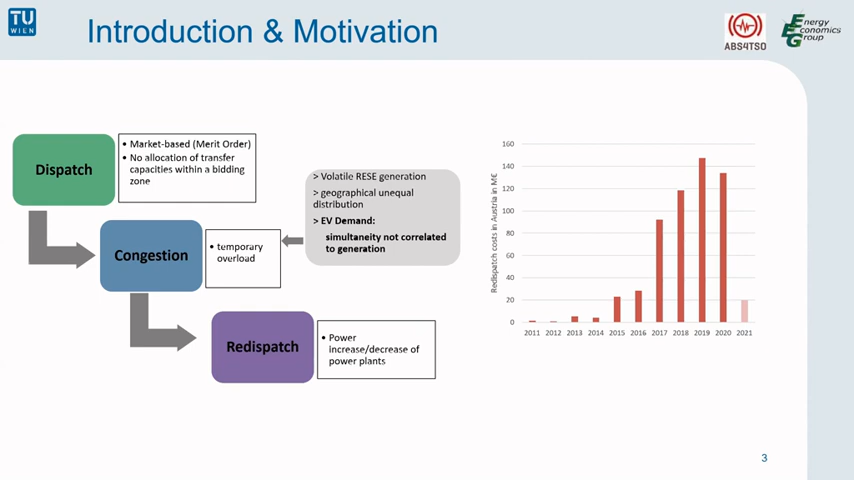 TU
WIEN
Introduction & Motivation
ABS4TSO
Energy
Economics
Group
Dispatch
• Market-based (Merit Order)
• No allocation of transfer
capacities within a bidding
zone
> Volatile RESE generation
> geographical unequal
distribution
> EV Demand:
simultaneity not correlated
to generation
Congestion
• temporary
overload
Redispatch
• Power
increase/decrease of
power plants
Redispatch costs in Austria in M€
160
140
120
100
80
60
40
20
0
2011 2012 2013 2014 2015 2016 2017 2018 2019 2020 2021
3